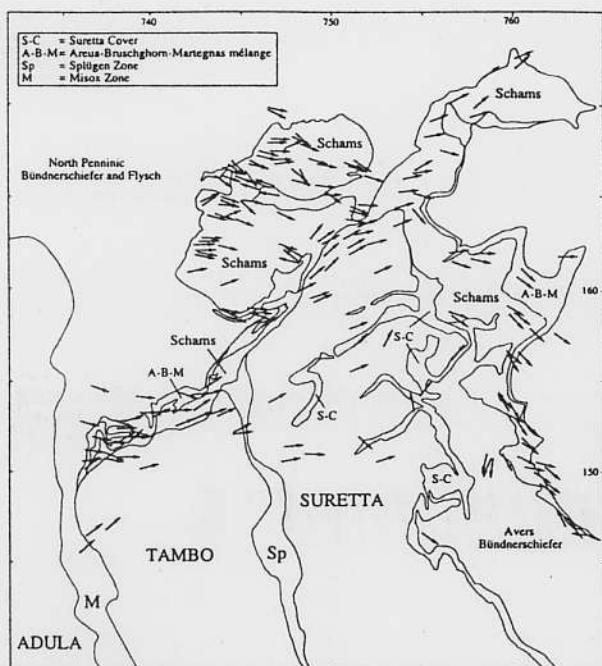 740
750
760
S-C = Suretta Cover
A-B-M = Areua-Bruschghorn-Martegnas mélange
Sp = Splügen Zone
M = Misox Zone
Schams
Schams
North Penninic
Bündnerschiefer and Flysch
Schams
Schams
A-B-M
160
S-C
Schams
A-B-M
S-C
S-C
150
SURETTA
Avers
Bündnerschiefer
TAMBO
Sp
M
ADULA